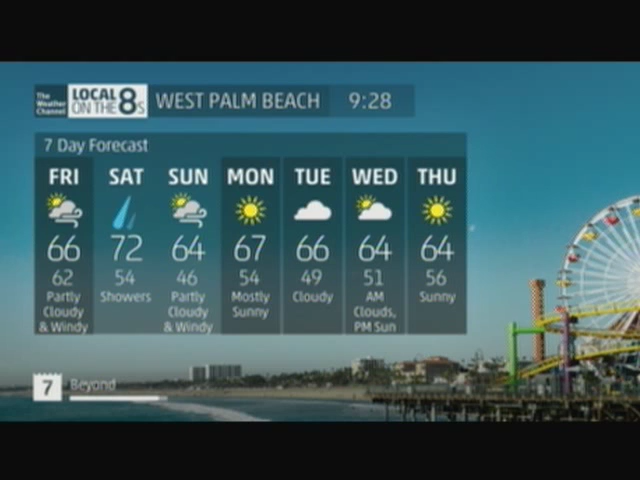 The Weather Channel
LOCAL ON THE 8s
WEST PALM BEACH
9:28
7 Day Forecast
FRI SAT SUN MON TUE WED THU
66 72 64 67 66 64 64
62 54 46 54 49 51 56
Partly Cloudy & Windy
Showers
Partly Cloudy & Windy
Mostly Sunny
Cloudy
AM Clouds, PM Sun
Sunny
7
Beyond